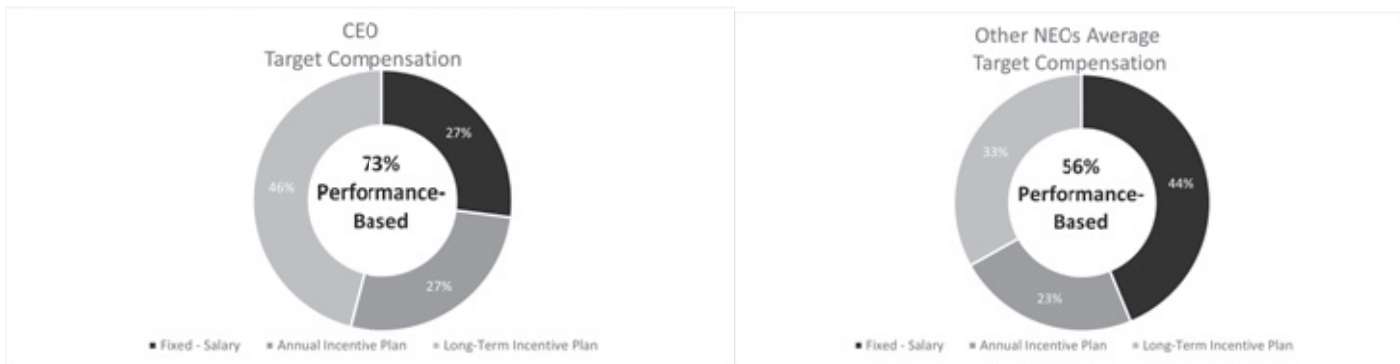 CEO
Target Compensation
27%
46%
73%
Performance-
Based
27%
■ Fixed - Salary ■ Annual Incentive Plan ■ Long-Term Incentive Plan
Other NEOs Average
Target Compensation
33%
56%
Performance-
Based
44%
23%
■ Fixed - Salary ■ Annual Incentive Plan ■ Long-Term Incentive Plan